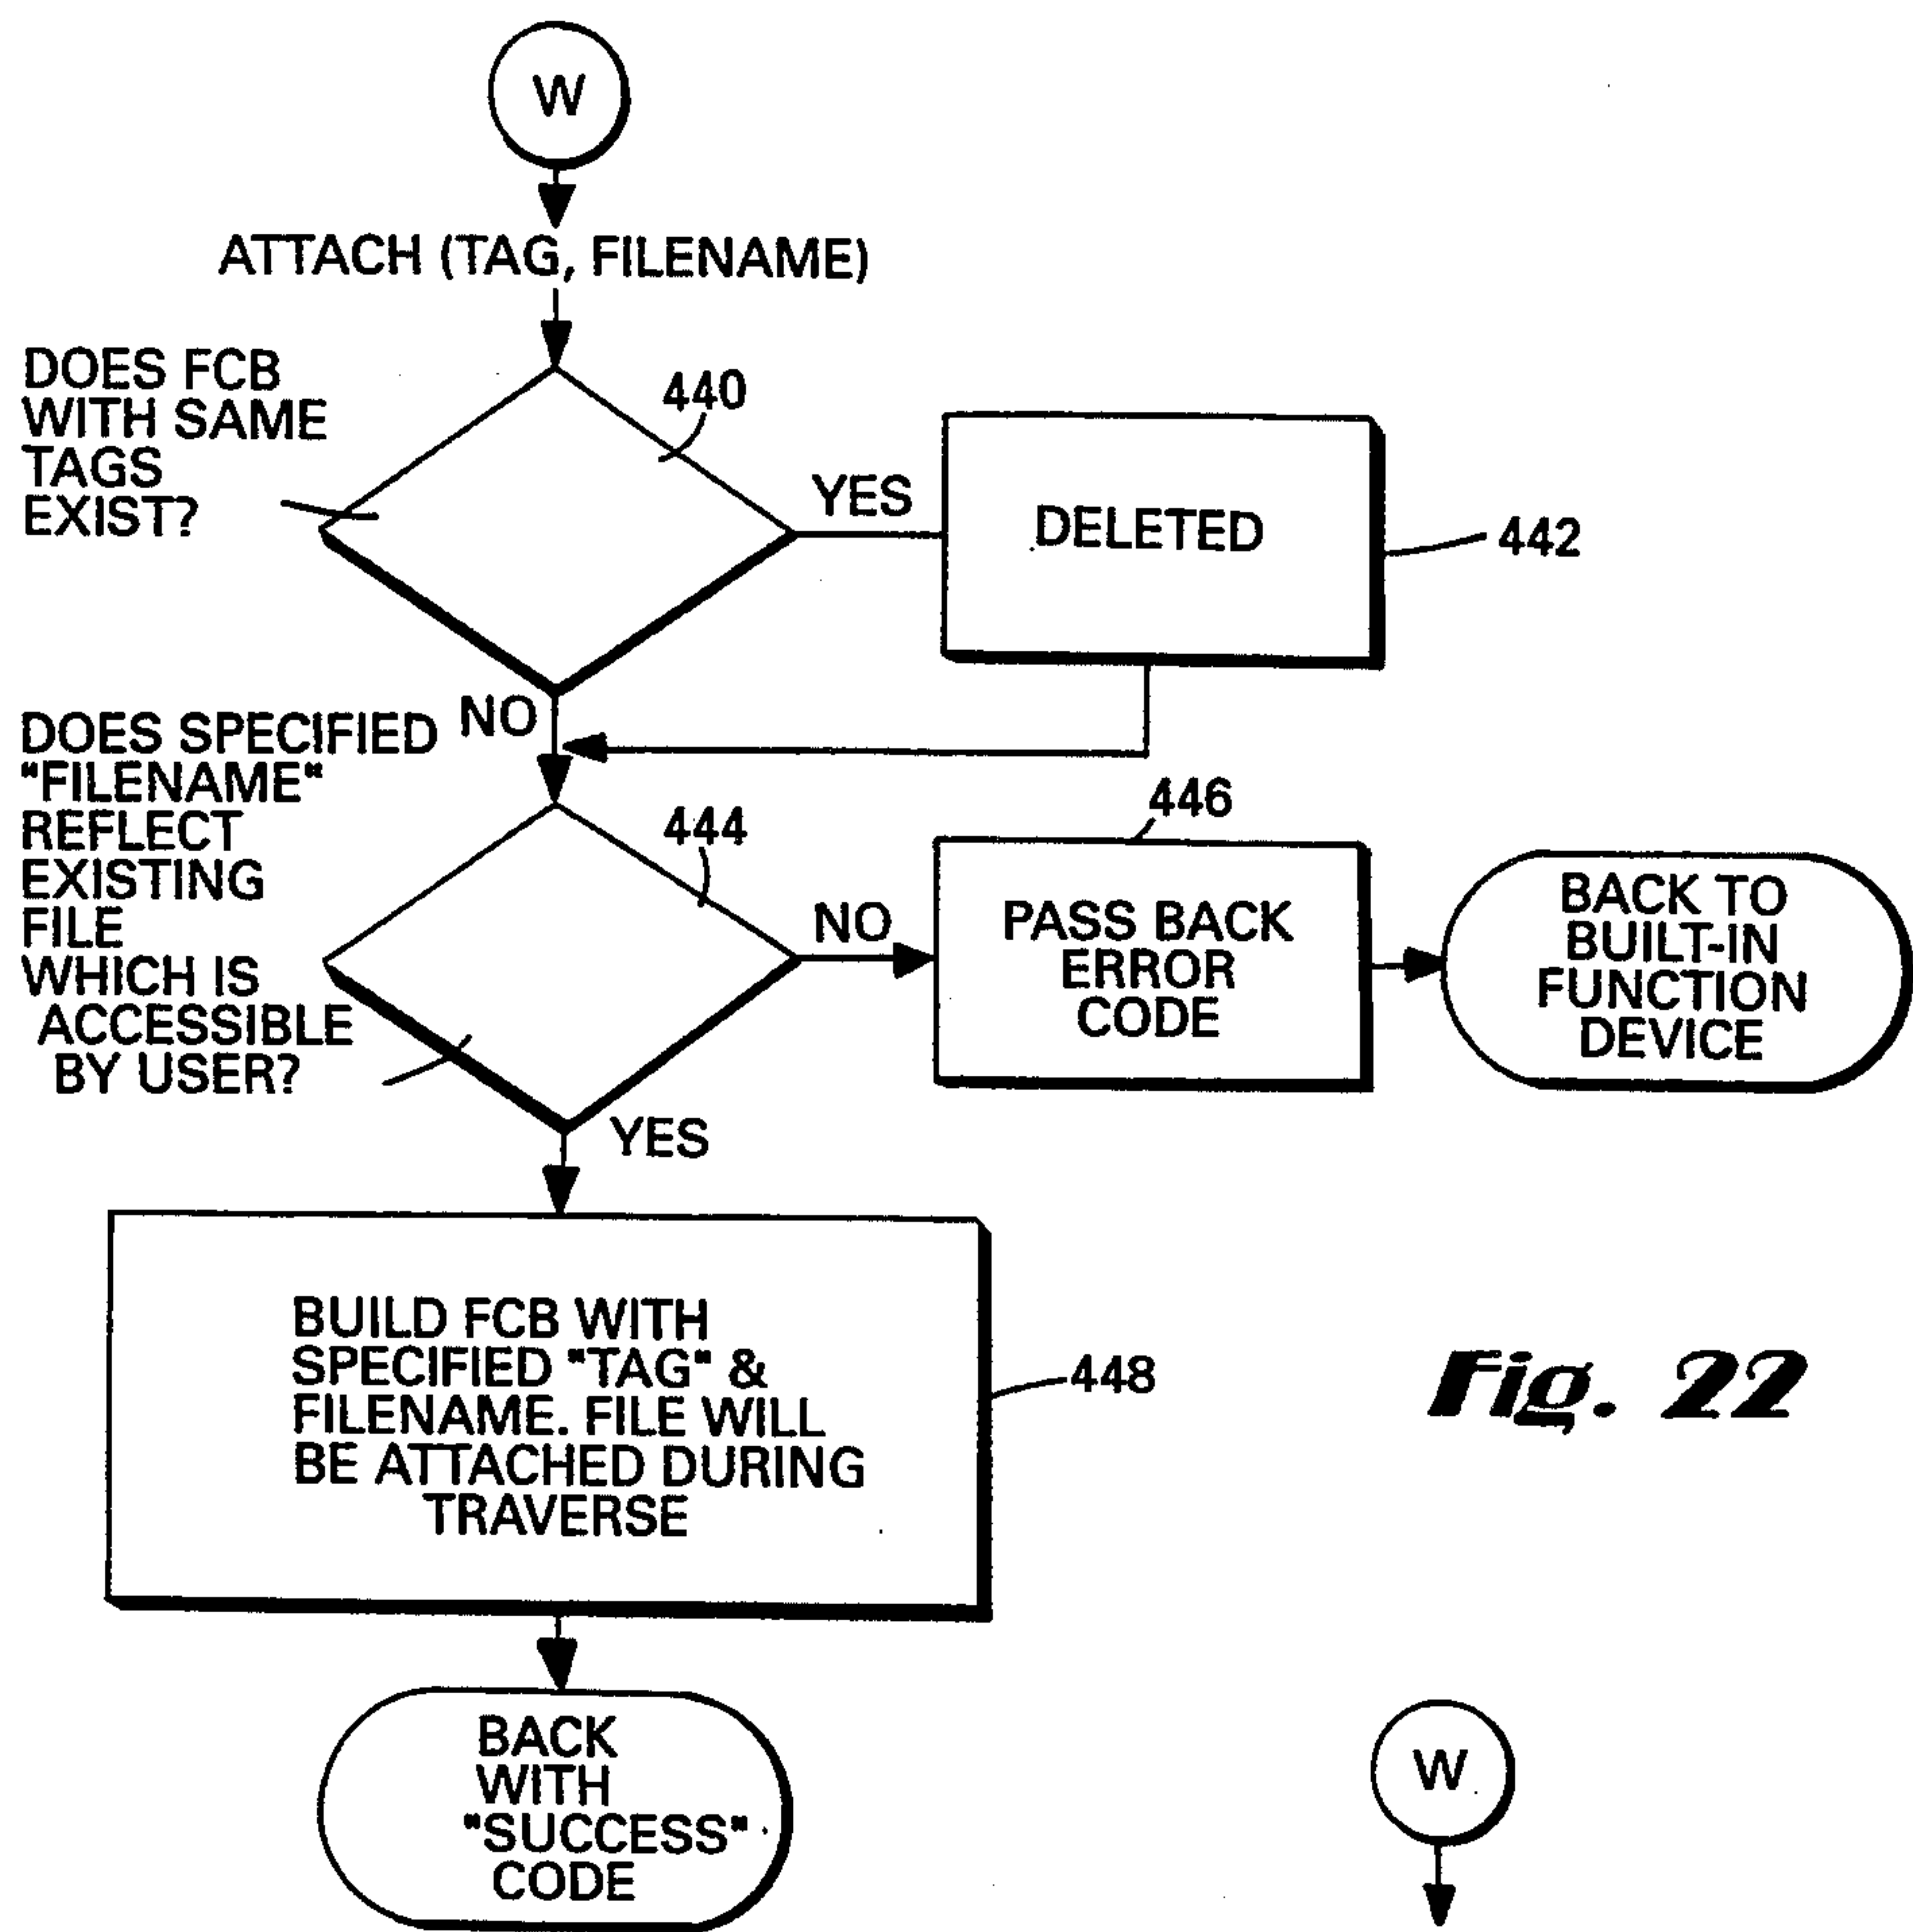 W
ATTACH (TAG, FILENAME)
DOES FCB
WITH SAME
TAGS
EXIST?
440
YES
DELETED
442
NO
DOES SPECIFIED
"FILENAME"
REFLECT
EXISTING
FILE
WHICH IS
ACCESSIBLE
BY USER?
444
NO
446
PASS BACK
ERROR
CODE
BACK TO
BUILT-IN
FUNCTION
DEVICE
YES
BUILD FCB WITH
SPECIFIED "TAG" &
FILENAME. FILE WILL
BE ATTACHED DURING
TRAVERSE
448
Fig. 22
BACK
WITH
"SUCCESS"
CODE
W